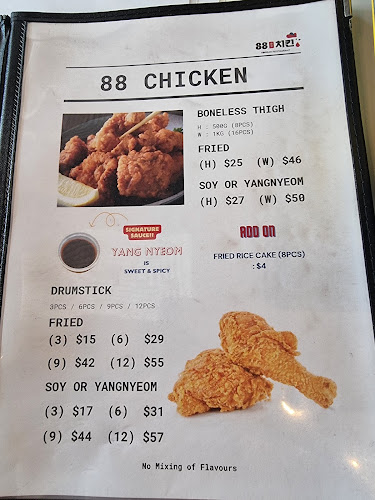 88 치킨
88 CHICKEN
BONELESS THIGH
H : 500G (8PCS)
W : 1KG (16PCS)
FRIED
(H) $25 (W) $46
SOY OR YANGNYEOM
(H) $27 (W) $50
SIGNATURE
SAUCE!!
YANG NYEOM
IS
SWEET & SPICY
ADD ON
FRIED RICE CAKE (8PCS)
: $4
DRUMSTICK
3PCS / 6PCS / 9PCS / 12PCS
FRIED
(3) $15 (6) $29
(9) $42 (12) $55
SOY OR YANGNYEOM
(3) $17 (6) $31
(9) $44 (12) $57
No Mixing of Flavours